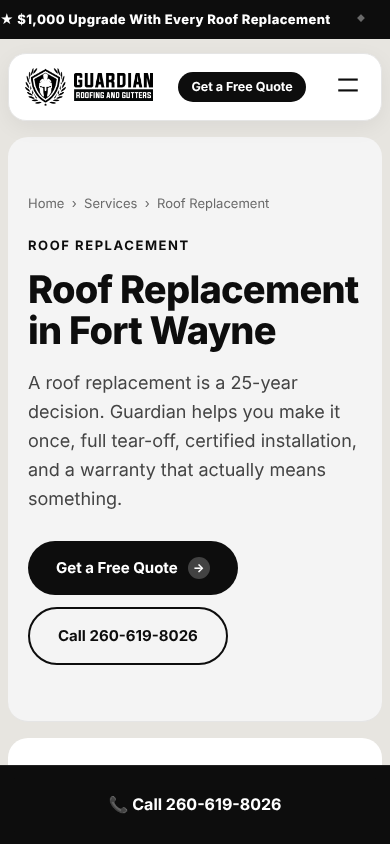 ★ $1,000 Upgrade With Every Roof Replacement ◆
GUARDIAN
ROOFING AND GUTTERS
Get a Free Quote
Home › Services › Roof Replacement
ROOF REPLACEMENT
Roof Replacement
in Fort Wayne
A roof replacement is a 25-year
decision. Guardian helps you make it
once, full tear-off, certified installation,
and a warranty that actually means
something.
Get a Free Quote →
Call 260-619-8026
📞 Call 260-619-8026